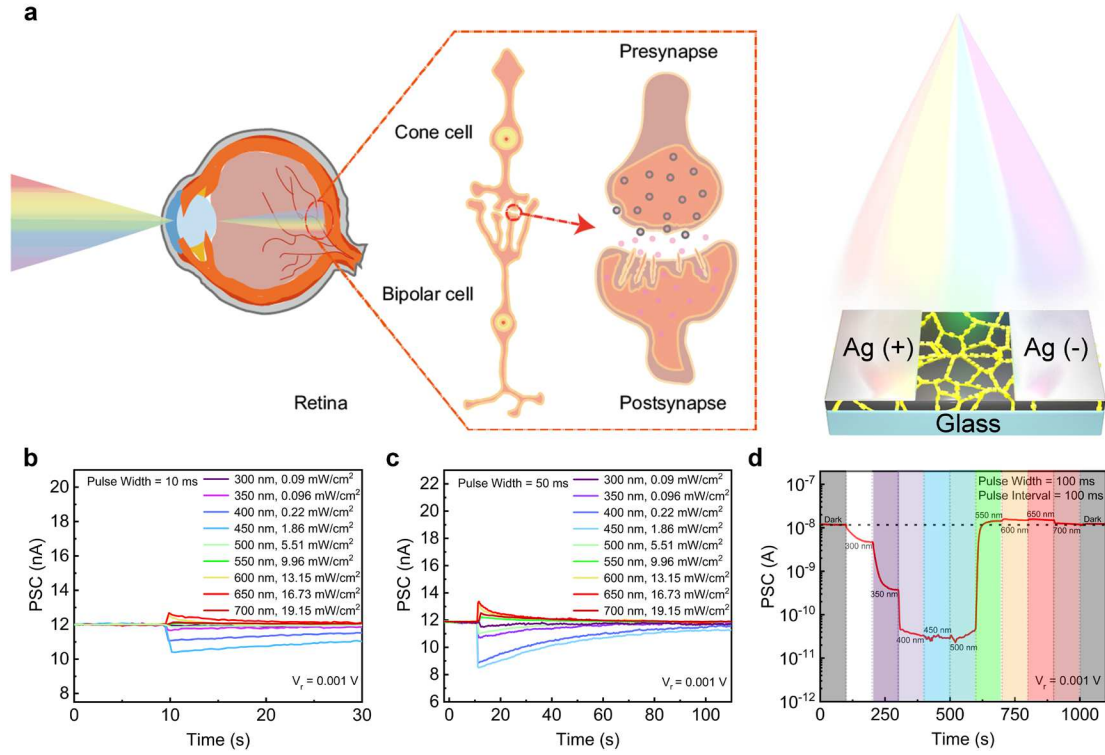 a
Presynapse
Cone cell
Bipolar cell
Retina
Postsynapse
Ag (+)
Ag (-)
Glass
b
Pulse Width = 10 ms
300 nm, 0.09 mW/cm²
350 nm, 0.096 mW/cm²
400 nm, 0.22 mW/cm²
450 nm, 1.86 mW/cm²
500 nm, 5.51 mW/cm²
550 nm, 9.96 mW/cm²
600 nm, 13.15 mW/cm²
650 nm, 16.73 mW/cm²
700 nm, 19.15 mW/cm²
Vr = 0.001 V
PSC (nA)
20
18
16
14
12
10
8
0
10
20
30
Time (s)
c
Pulse Width = 50 ms
300 nm, 0.09 mW/cm²
350 nm, 0.096 mW/cm²
400 nm, 0.22 mW/cm²
450 nm, 1.86 mW/cm²
500 nm, 5.51 mW/cm²
550 nm, 9.96 mW/cm²
600 nm, 13.15 mW/cm²
650 nm, 16.73 mW/cm²
700 nm, 19.15 mW/cm²
Vr = 0.001 V
PSC (nA)
22
20
18
16
14
12
10
8
0
20
40
60
80
100
Time (s)
d
Pulse Width = 100 ms
Pulse Interval = 100 ms
Dark
300 nm
350 nm
400 nm
450 nm
500 nm
550 nm
600 nm
650 nm
700 nm
Dark
Vr = 0.001 V
PSC (A)
10⁻⁷
10⁻⁸
10⁻⁹
10⁻¹⁰
10⁻¹¹
10⁻¹²
0
250
500
750
1000
Time (s)